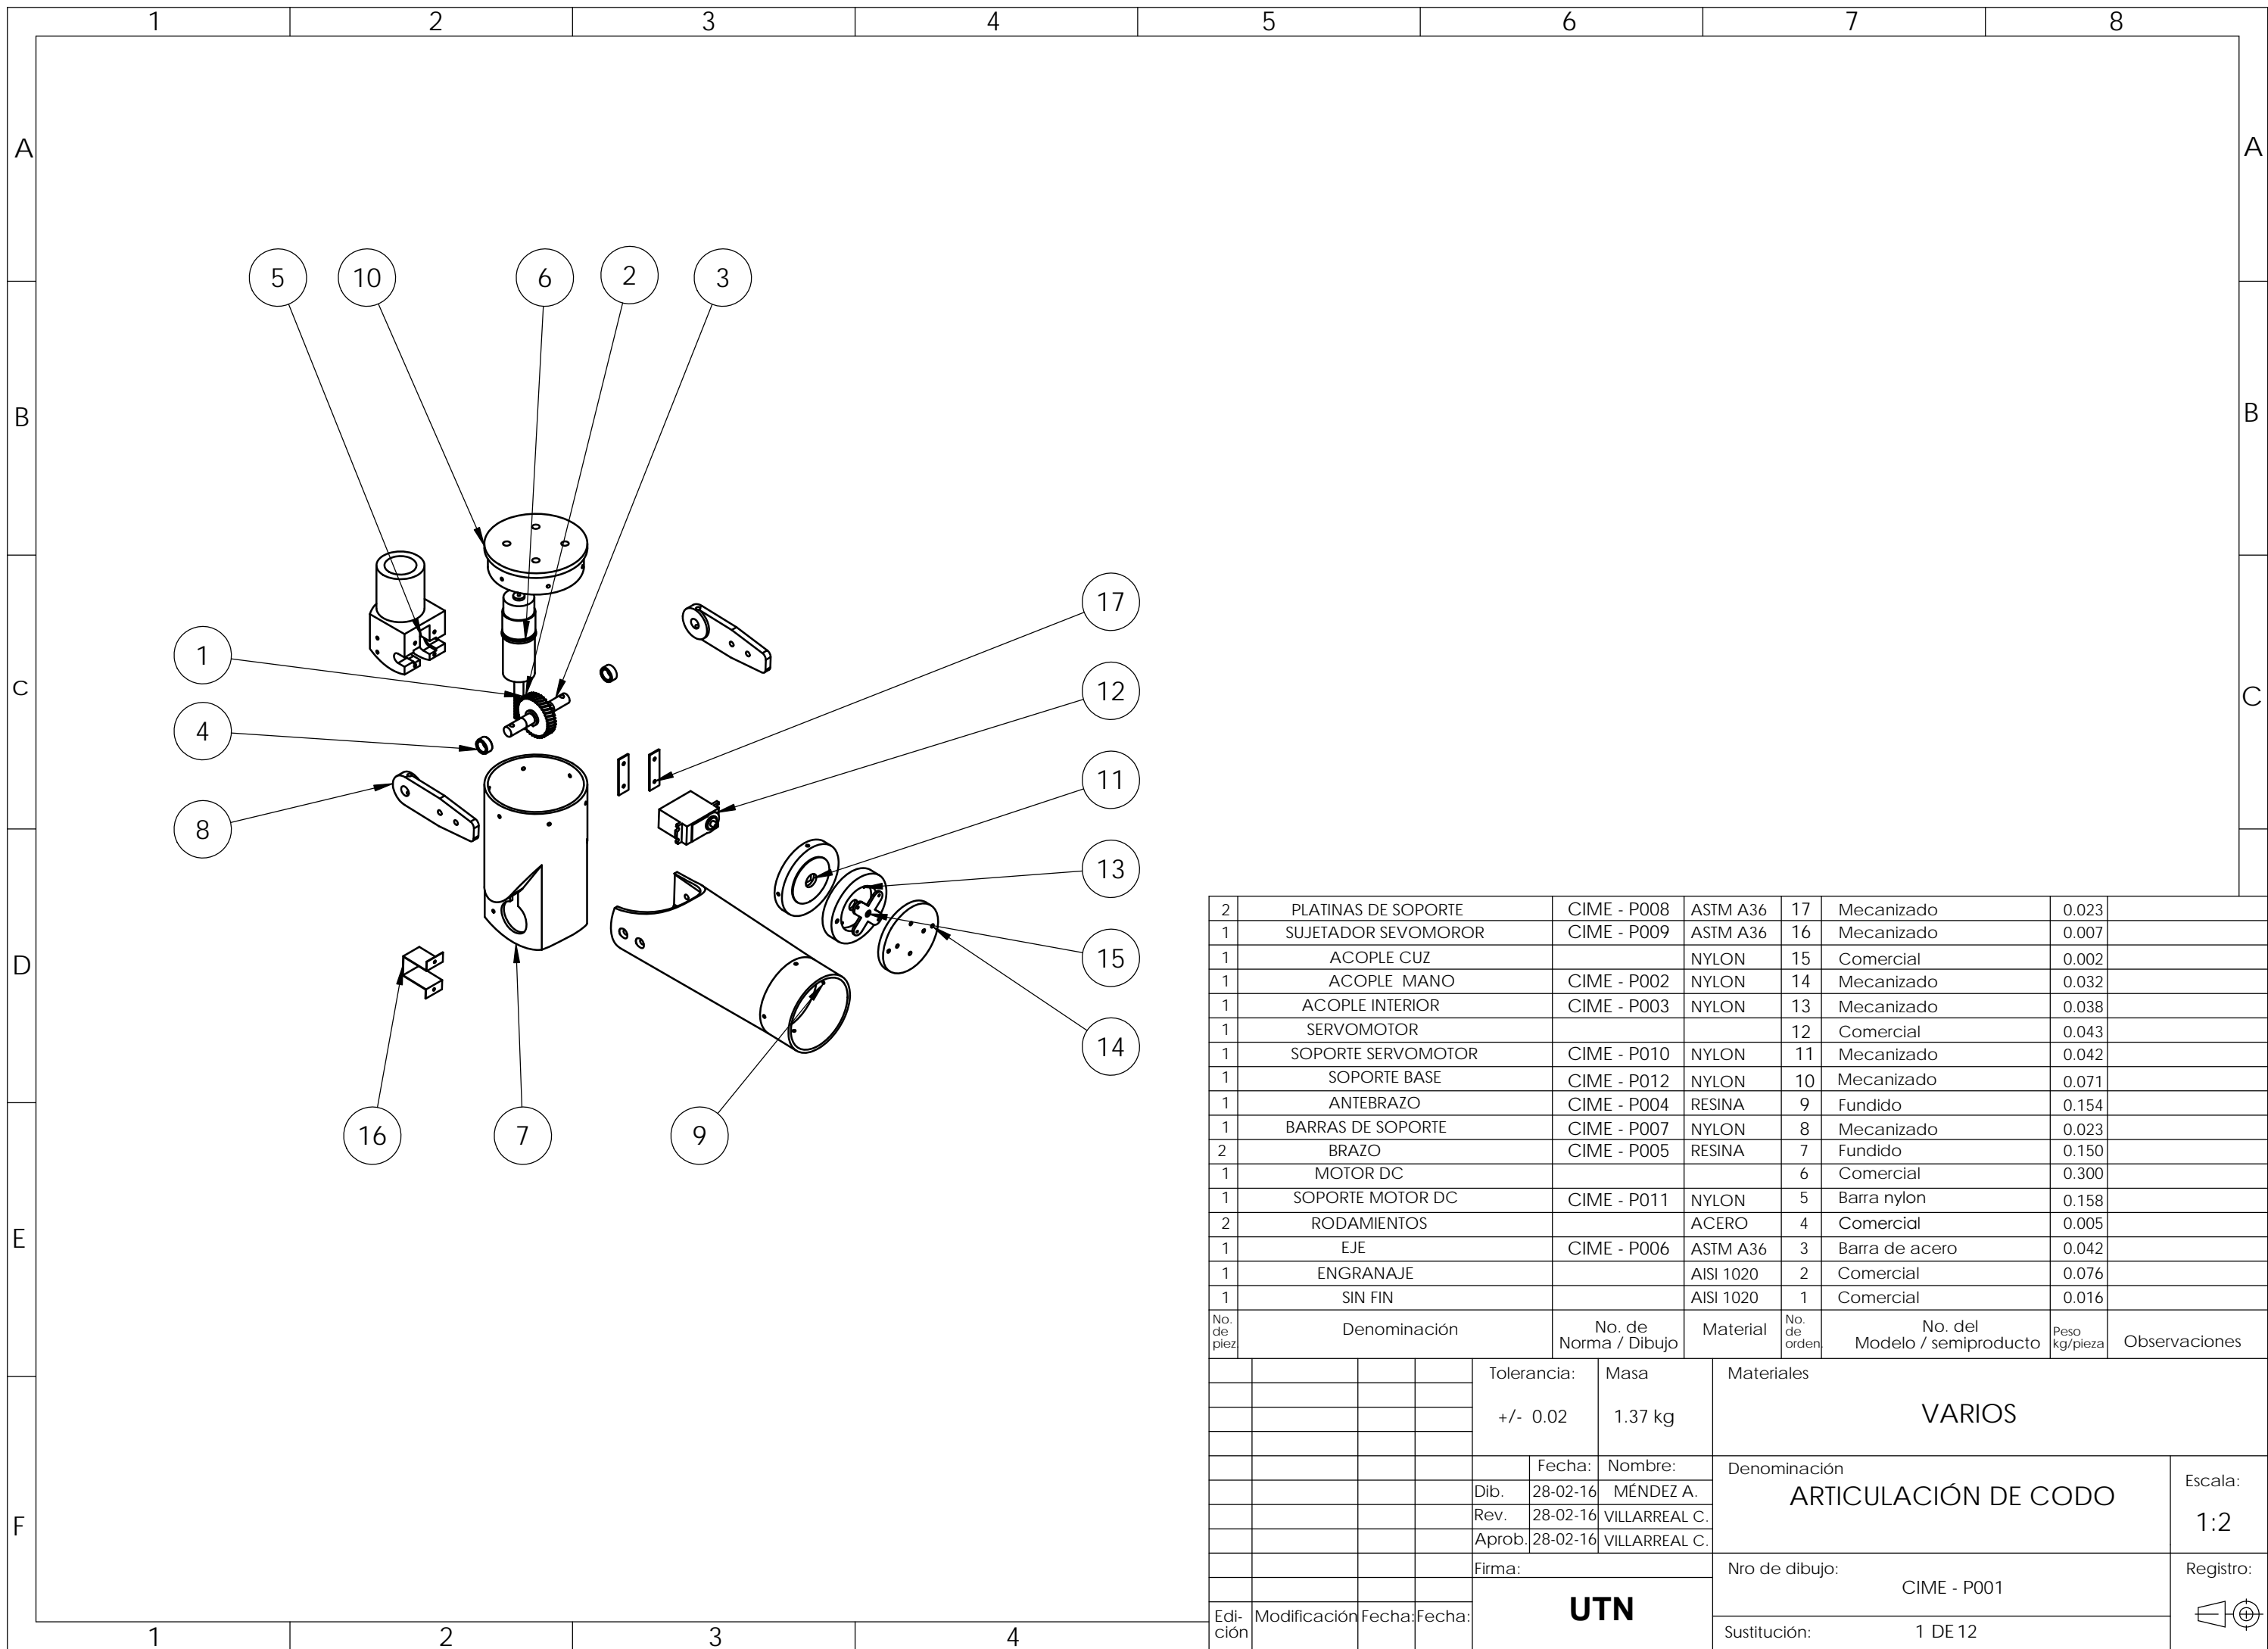 1 2 3 4 5 6 7 8
A A
B B
C C
D
E
F
5 10 6 2 3
17
1
12
4
11
8
13
15
14
16 7 9
2 PLATINAS DE SOPORTE CIME - P008 ASTM A36 17 Mecanizado 0.023
1 SUJETADOR SEVOMOROR CIME - P009 ASTM A36 16 Mecanizado 0.007
1 ACOPLE CUZ NYLON 15 Comercial 0.002
1 ACOPLE MANO CIME - P002 NYLON 14 Mecanizado 0.032
1 ACOPLE INTERIOR CIME - P003 NYLON 13 Mecanizado 0.038
1 SERVOMOTOR 12 Comercial 0.043
1 SOPORTE SERVOMOTOR CIME - P010 NYLON 11 Mecanizado 0.042
1 SOPORTE BASE CIME - P012 NYLON 10 Mecanizado 0.071
1 ANTEBRAZO CIME - P004 RESINA 9 Fundido 0.154
1 BARRAS DE SOPORTE CIME - P007 NYLON 8 Mecanizado 0.023
2 BRAZO CIME - P005 RESINA 7 Fundido 0.150
1 MOTOR DC 6 Comercial 0.300
1 SOPORTE MOTOR DC CIME - P011 NYLON 5 Barra nylon 0.158
2 RODAMIENTOS ACERO 4 Comercial 0.005
1 EJE CIME - P006 ASTM A36 3 Barra de acero 0.042
1 ENGRANAJE AISI 1020 2 Comercial 0.076
1 SIN FIN AISI 1020 1 Comercial 0.016
No. de piez. Denominación No. de Norma / Dibujo Material No. de orden. No. del Modelo / semiproducto Peso kg/pieza Observaciones
Tolerancia: Masa Materiales
+/- 0.02 1.37 kg VARIOS
Fecha: Nombre: Denominación Escala:
Dib. 28-02-16 MÉNDEZ A. ARTICULACIÓN DE CODO
Rev. 28-02-16 VILLARREAL C. 1:2
Aprob. 28-02-16 VILLARREAL C.
Firma: Nro de dibujo: Registro:
UTN CIME - P001
Edi-ción Modificación Fecha: Fecha: Sustitución: 1 DE 12
1 2 3 4